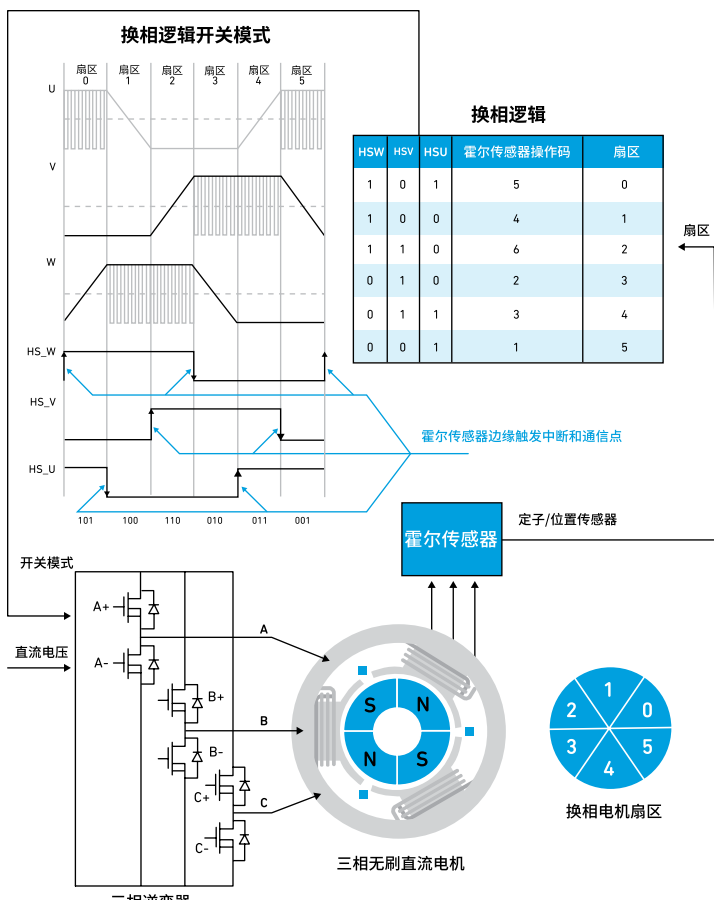 换相逻辑开关模式
扇区 扇区 扇区 扇区 扇区 扇区
0 1 2 3 4 5
U
V
W
HS_W
HS_V
HS_U
101 100 110 010 011 001
换相逻辑
HSW HSV HSU 霍尔传感器操作码 扇区
1 0 1 5 0
1 0 0 4 1
1 1 0 6 2
0 1 0 2 3
0 1 1 3 4
0 0 1 1 5
扇区
霍尔传感器边缘触发中断和通信点
霍尔传感器
定子/位置传感器
开关模式
直流电压
A+
A-
B+
B-
C+
C-
A
B
C
S N
N S
三相无刷直流电机
1
2 0
3 5
4
换相电机扇区
三相逆变器